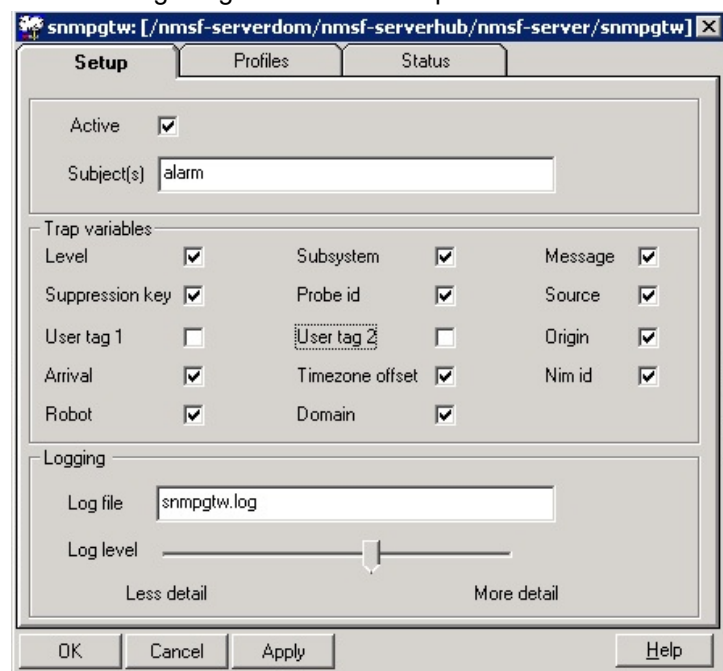 snmpgtw: [/nmsf-serverdom/nmsf-serverhub/nmsf-server/snmpgtw]
Setup Profiles Status
Active
Subject(s) alarm
Trap variables
Level Subsystem Message
Suppression key Probe id Source
User tag 1 User tag 2 Origin
Arrival Timezone offset Nim id
Robot Domain
Logging
Log file snmpgtw.log
Log level
Less detail More detail
OK Cancel Apply Help